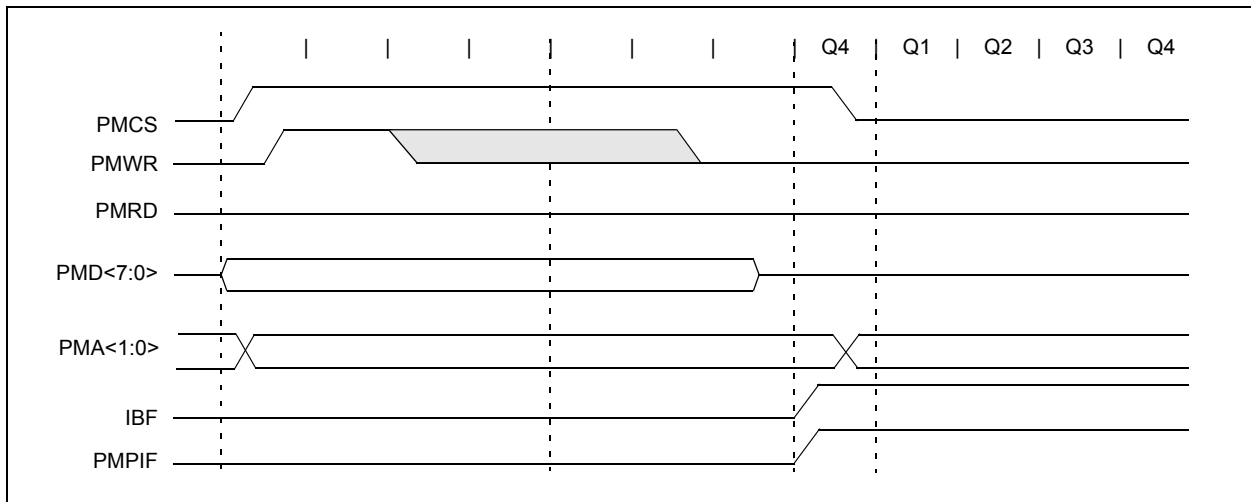 | | | | | | | Q4 | Q1 | Q2 | Q3 | Q4
PMCS
PMWR
PMRD
PMD<7:0>
PMA<1:0>
IBF
PMPIF